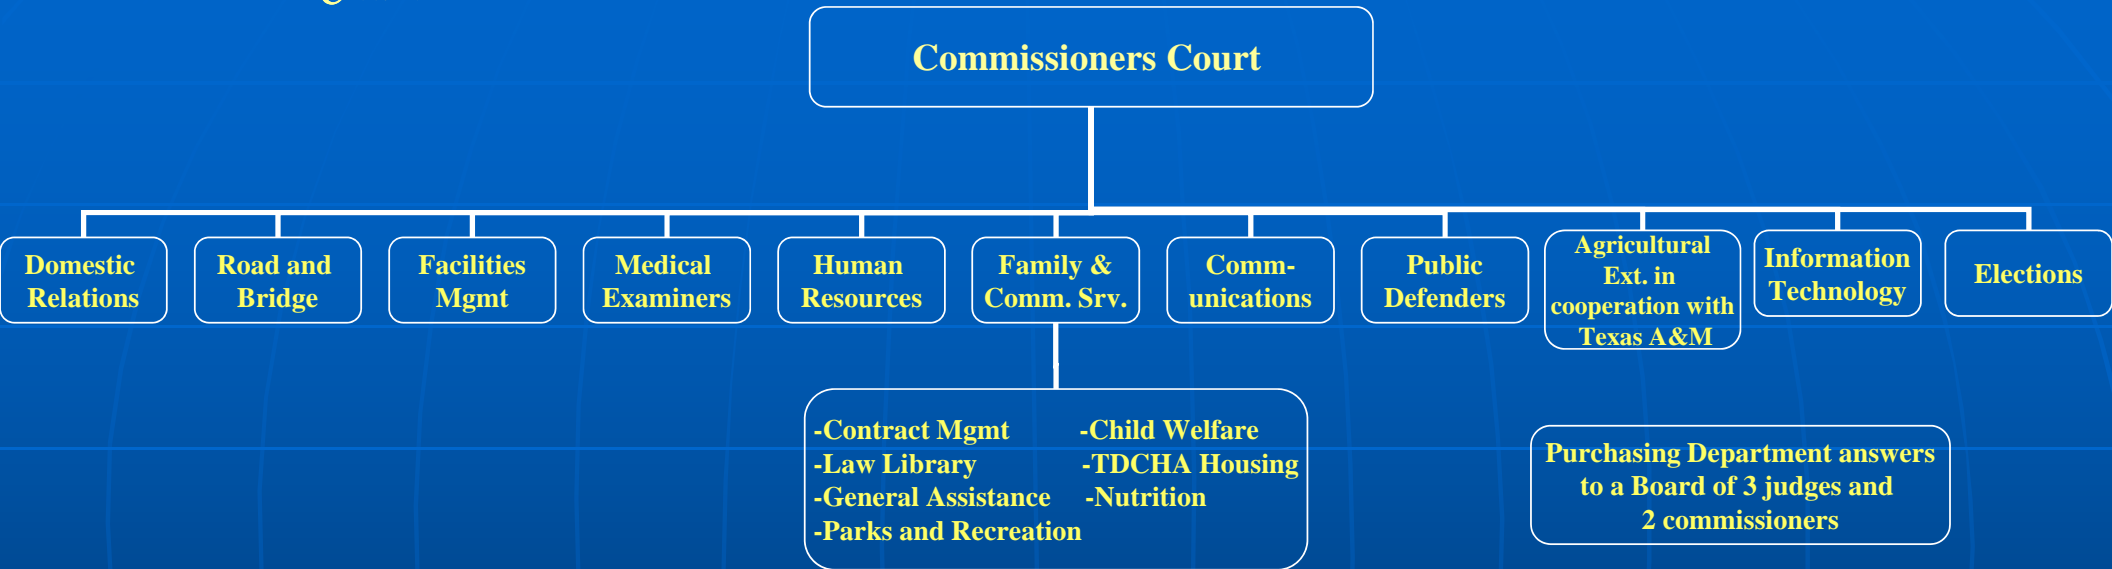 Commissioners Court
Domestic
Relations
Road and
Bridge
Facilities
Mgmt
Medical
Examiners
Human
Resources
Family &
Comm. Srv.
Comm-
unications
Public
Defenders
Agricultural
Ext. in
cooperation with
Texas A&M
Information
Technology
Elections
-Contract Mgmt -Child Welfare
-Law Library -TDCHA Housing
-General Assistance -Nutrition
-Parks and Recreation
Purchasing Department answers
to a Board of 3 judges and
2 commissioners